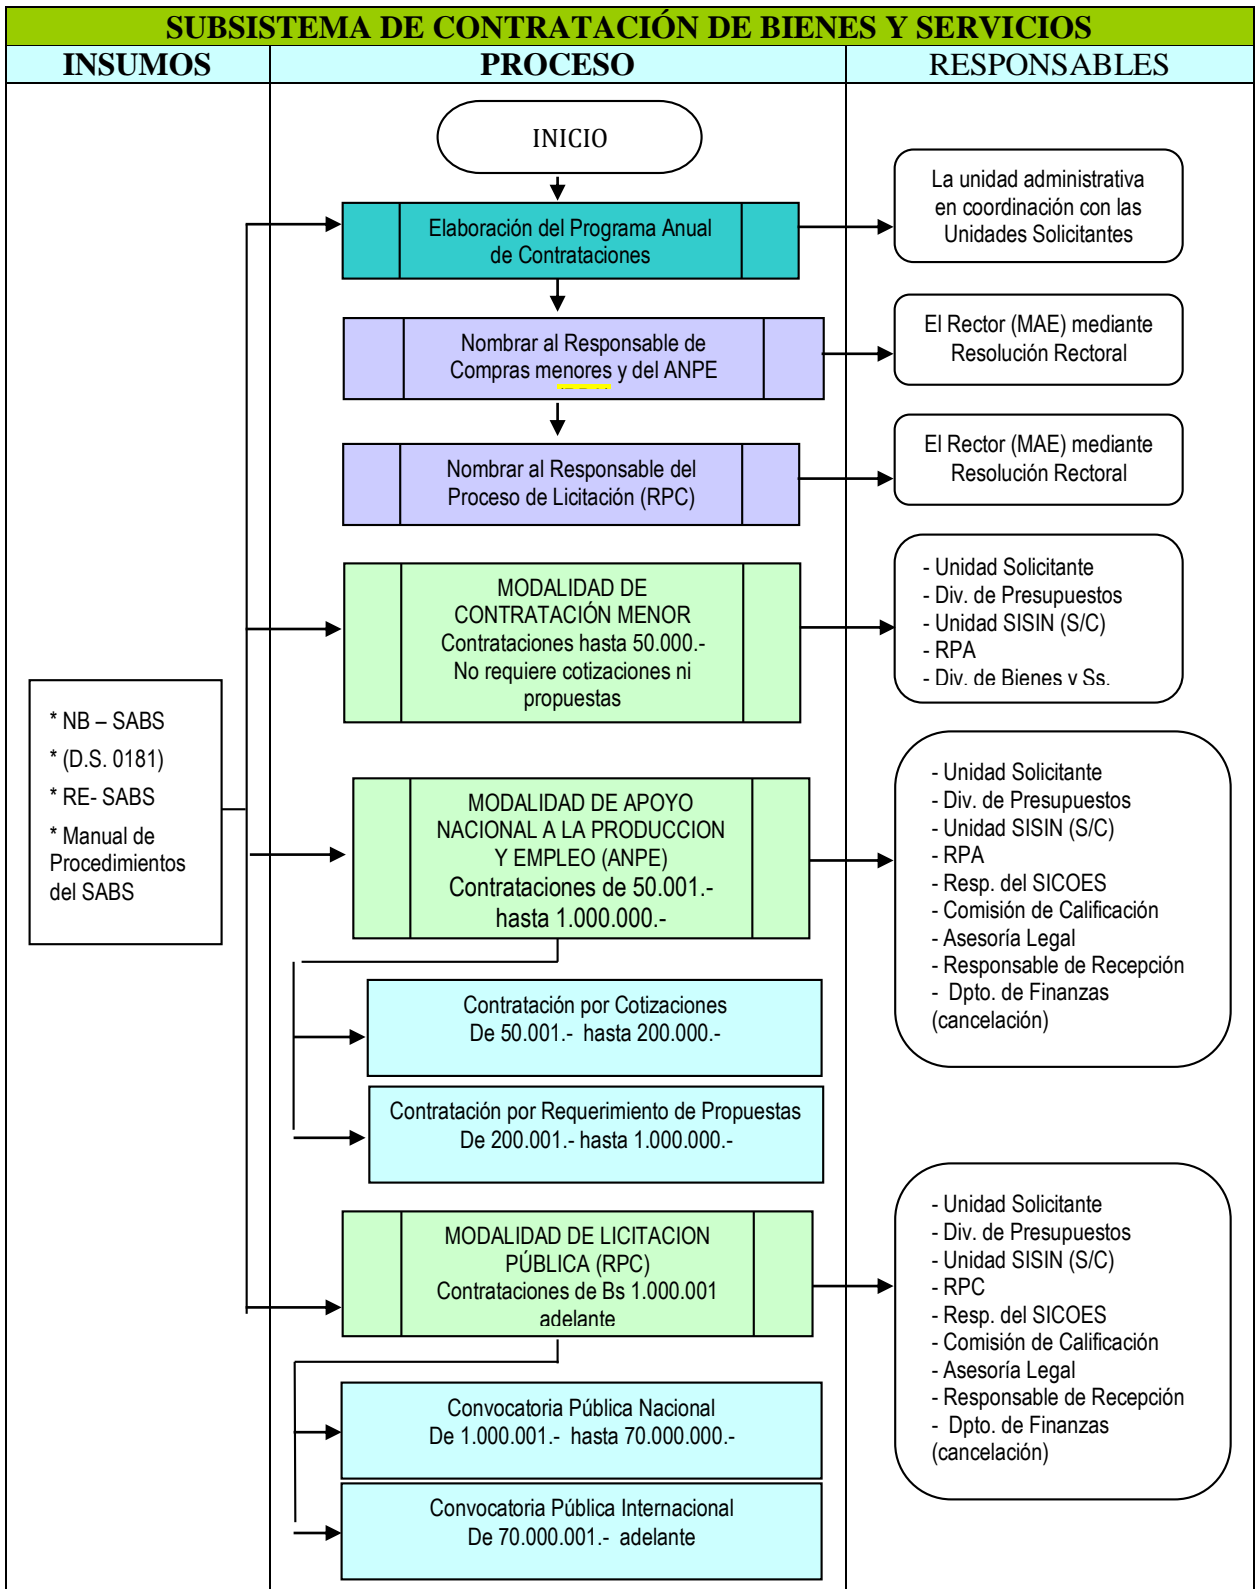 SUBSISTEMA DE CONTRATACIÓN DE BIENES Y SERVICIOS
INSUMOS
PROCESO
RESPONSABLES
INICIO
Elaboración del Programa Anual
de Contrataciones
La unidad administrativa
en coordinación con las
Unidades Solicitantes
Nombrar al Responsable de
Compras menores y del ANPE
El Rector (MAE) mediante
Resolución Rectoral
Nombrar al Responsable del
Proceso de Licitación (RPC)
El Rector (MAE) mediante
Resolución Rectoral
MODALIDAD DE
CONTRATACIÓN MENOR
Contrataciones hasta 50.000.-
No requiere cotizaciones ni
propuestas
- Unidad Solicitante
- Div. de Presupuestos
- Unidad SISIN (S/C)
- RPA
- Div. de Bienes y Ss.
* NB – SABS
* (D.S. 0181)
* RE- SABS
* Manual de
Procedimientos
del SABS
MODALIDAD DE APOYO
NACIONAL A LA PRODUCCION
Y EMPLEO (ANPE)
Contrataciones de 50.001.-
hasta 1.000.000.-
- Unidad Solicitante
- Div. de Presupuestos
- Unidad SISIN (S/C)
- RPA
- Resp. del SICOES
- Comisión de Calificación
- Asesoría Legal
- Responsable de Recepción
- Dpto. de Finanzas
(cancelación)
Contratación por Cotizaciones
De 50.001.- hasta 200.000.-
Contratación por Requerimiento de Propuestas
De 200.001.- hasta 1.000.000.-
MODALIDAD DE LICITACION
PÚBLICA (RPC)
Contrataciones de Bs 1.000.001
adelante
- Unidad Solicitante
- Div. de Presupuestos
- Unidad SISIN (S/C)
- RPC
- Resp. del SICOES
- Comisión de Calificación
- Asesoría Legal
- Responsable de Recepción
- Dpto. de Finanzas
(cancelación)
Convocatoria Pública Nacional
De 1.000.001.- hasta 70.000.000.-
Convocatoria Pública Internacional
De 70.000.001.- adelante